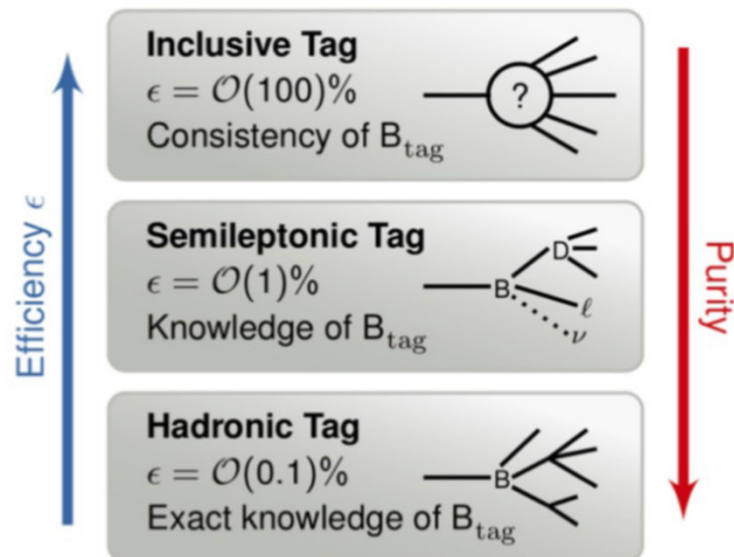 Efficiency ϵ
Inclusive Tag
ϵ = 𝒪(100)%
Consistency of B_tag
?
Semileptonic Tag
ϵ = 𝒪(1)%
Knowledge of B_tag
B
D
ℓ
ν
Hadronic Tag
ϵ = 𝒪(0.1)%
Exact knowledge of B_tag
B
Purity